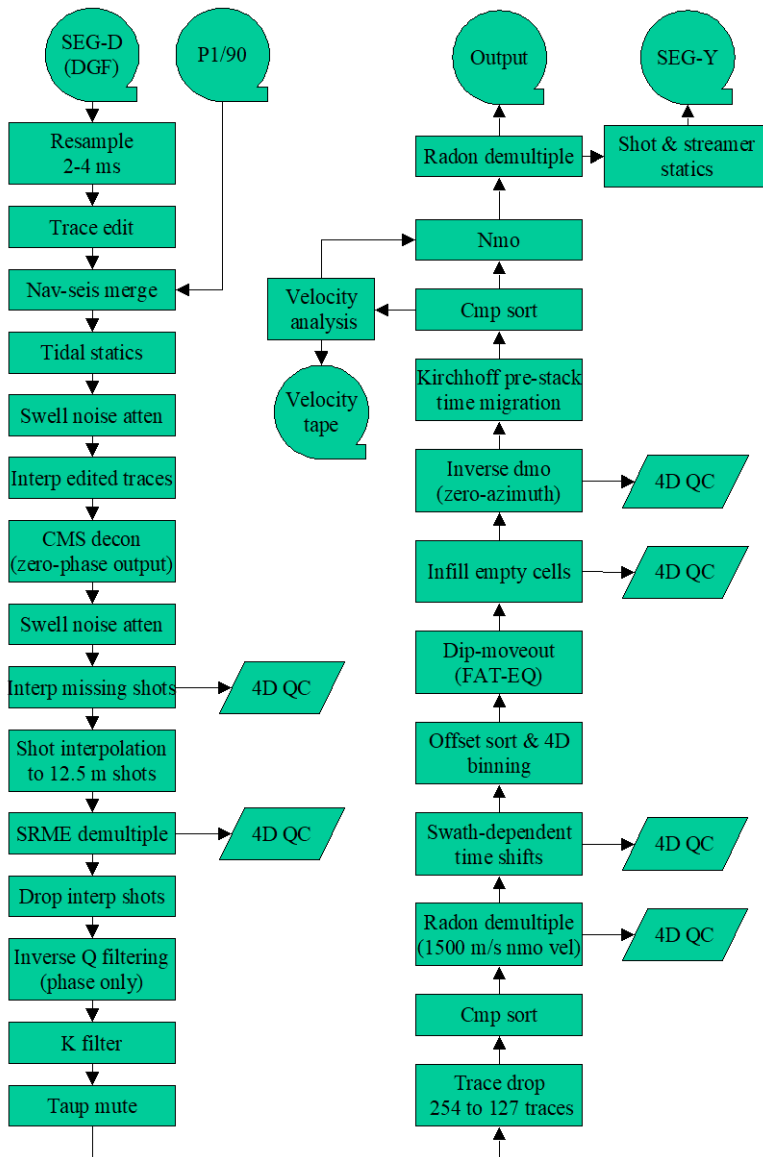 SEG-D
(DGF)
P1/90
Resample
2-4 ms
Trace edit
Nav-seis merge
Tidal statics
Swell noise atten
Interp edited traces
CMS decon
(zero-phase output)
Swell noise atten
Interp missing shots
4D QC
Shot interpolation
to 12.5 m shots
SRME demultiple
4D QC
Drop interp shots
Inverse Q filtering
(phase only)
K filter
Taup mute
Output
SEG-Y
Radon demultiple
Shot & streamer
statics
Nmo
Velocity
analysis
Cmp sort
Velocity
tape
Kirchhoff pre-stack
time migration
Inverse dmo
(zero-azimuth)
4D QC
Infill empty cells
4D QC
Dip-moveout
(FAT-EQ)
Offset sort & 4D
binning
Swath-dependent
time shifts
4D QC
Radon demultiple
(1500 m/s nmo vel)
4D QC
Cmp sort
Trace drop
254 to 127 traces